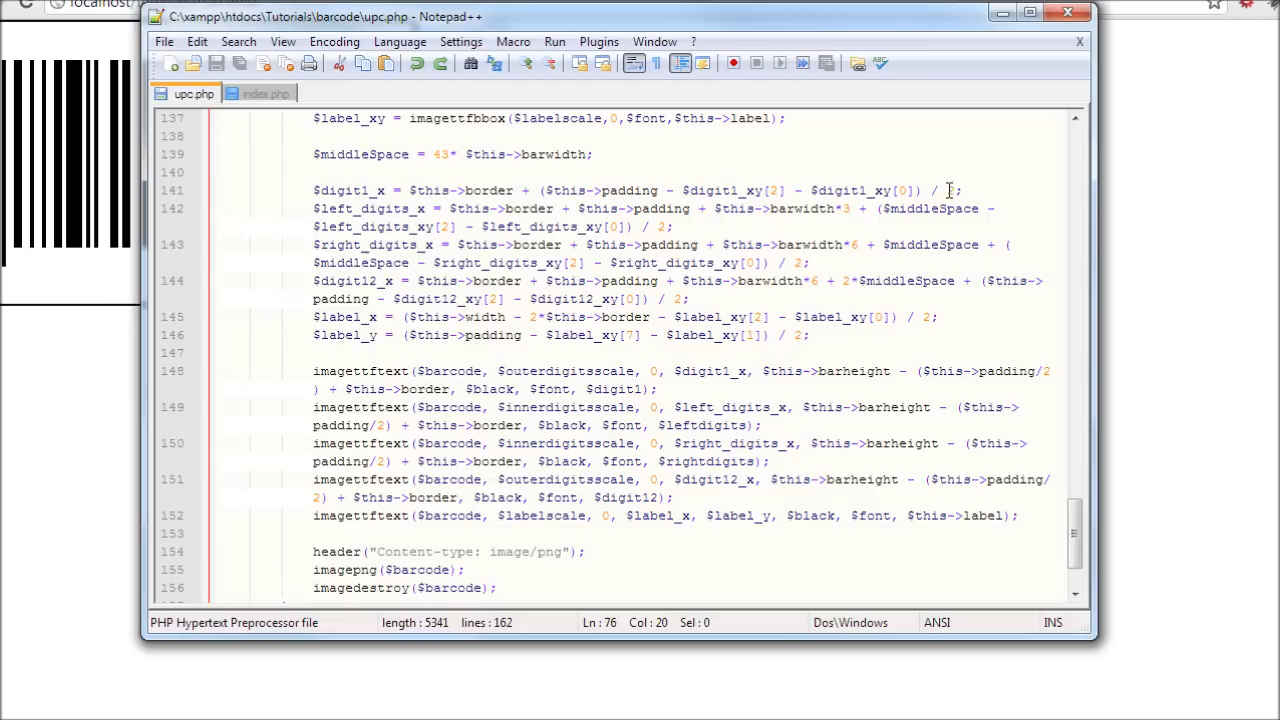 localhost/
C:\xampp\htdocs\Tutorials\barcode\upc.php - Notepad++
File Edit Search View Encoding Language Settings Macro Run Plugins Window ? X
upc.php index.php
137 $label_xy = imagettfbbox($labelscale,0,$font,$this->label);
138
139 $middleSpace = 43* $this->barwidth;
140
141 $digit1_x = $this->border + ($this->padding - $digit1_xy[2] - $digit1_xy[0]) / 2;
142 $left_digits_x = $this->border + $this->padding + $this->barwidth*3 + ($middleSpace -
$left_digits_xy[2] - $left_digits_xy[0]) / 2;
143 $right_digits_x = $this->border + $this->padding + $this->barwidth*6 + $middleSpace + (
$middleSpace - $right_digits_xy[2] - $right_digits_xy[0]) / 2;
144 $digit12_x = $this->border + $this->padding + $this->barwidth*6 + 2*$middleSpace + ($this->
padding - $digit12_xy[2] - $digit12_xy[0]) / 2;
145 $label_x = ($this->width - 2*$this->border - $label_xy[2] - $label_xy[0]) / 2;
146 $label_y = ($this->padding - $label_xy[7] - $label_xy[1]) / 2;
147
148 imagettftext($barcode, $outerdigitsscale, 0, $digit1_x, $this->barheight - ($this->padding/2
) + $this->border, $black, $font, $digit1);
149 imagettftext($barcode, $innerdigitsscale, 0, $left_digits_x, $this->barheight - ($this->
padding/2) + $this->border, $black, $font, $leftdigits);
150 imagettftext($barcode, $innerdigitsscale, 0, $right_digits_x, $this->barheight - ($this->
padding/2) + $this->border, $black, $font, $rightdigits);
151 imagettftext($barcode, $outerdigitsscale, 0, $digit12_x, $this->barheight - ($this->padding/
2) + $this->border, $black, $font, $digit12);
152 imagettftext($barcode, $labelscale, 0, $label_x, $label_y, $black, $font, $this->label);
153
154 header("Content-type: image/png");
155 imagepng($barcode);
156 imagedestroy($barcode);
PHP Hypertext Preprocessor file length : 5341 lines : 162 Ln : 76 Col : 20 Sel : 0 Dos\Windows ANSI INS